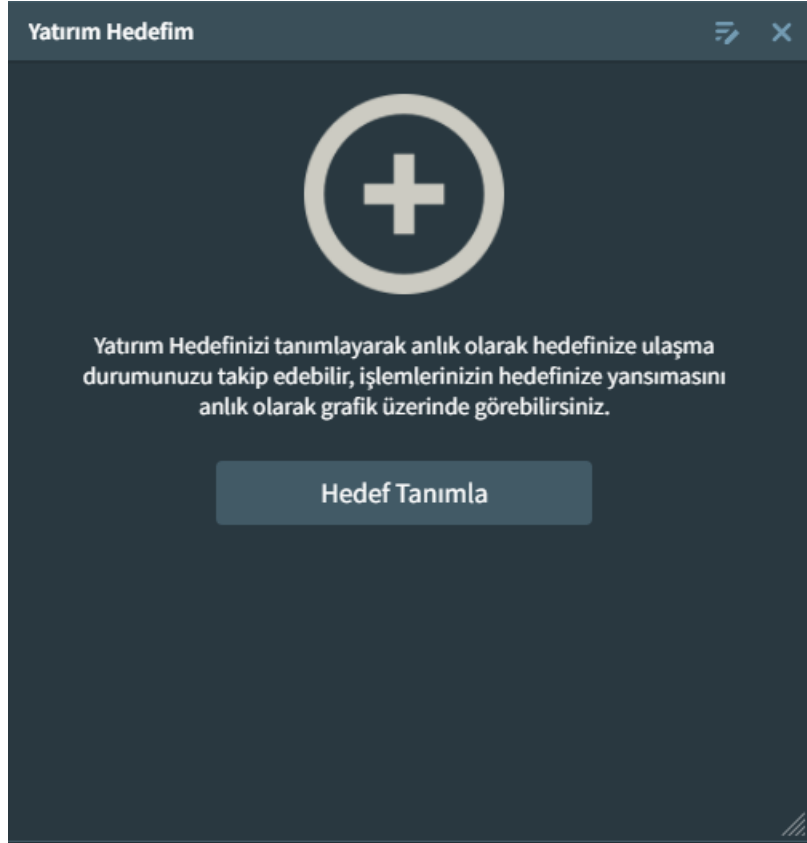 Yatırım Hedefim
Yatırım Hedefinizi tanımlayarak anlık olarak hedefinize ulaşma
durumunuzu takip edebilir, işlemlerinizin hedefinize yansımasını
anlık olarak grafik üzerinde görebilirsiniz.
Hedef Tanımla